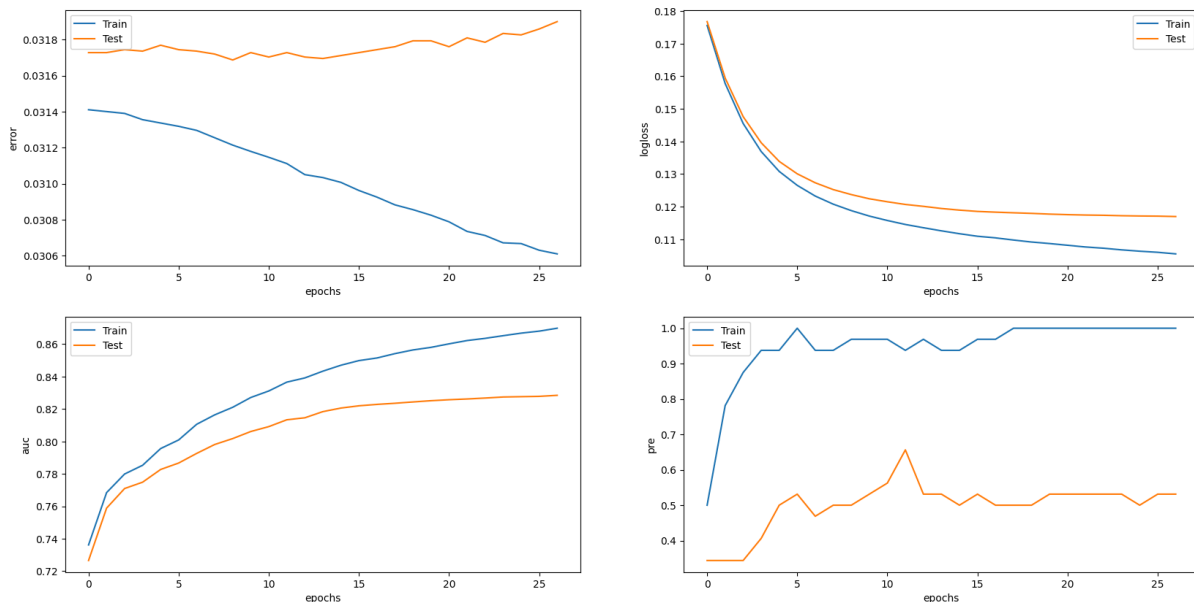 Train
Test
0.0318
0.0316
0.0314
0.0312
0.0310
0.0308
0.0306
error
0 5 10 15 20 25
epochs
Train
Test
0.18
0.17
0.16
0.15
0.14
0.13
0.12
0.11
logloss
0 5 10 15 20 25
epochs
Train
Test
0.86
0.84
0.82
0.80
0.78
0.76
0.74
0.72
auc
0 5 10 15 20 25
epochs
Train
Test
1.0
0.9
0.8
0.7
0.6
0.5
0.4
pre
0 5 10 15 20 25
epochs